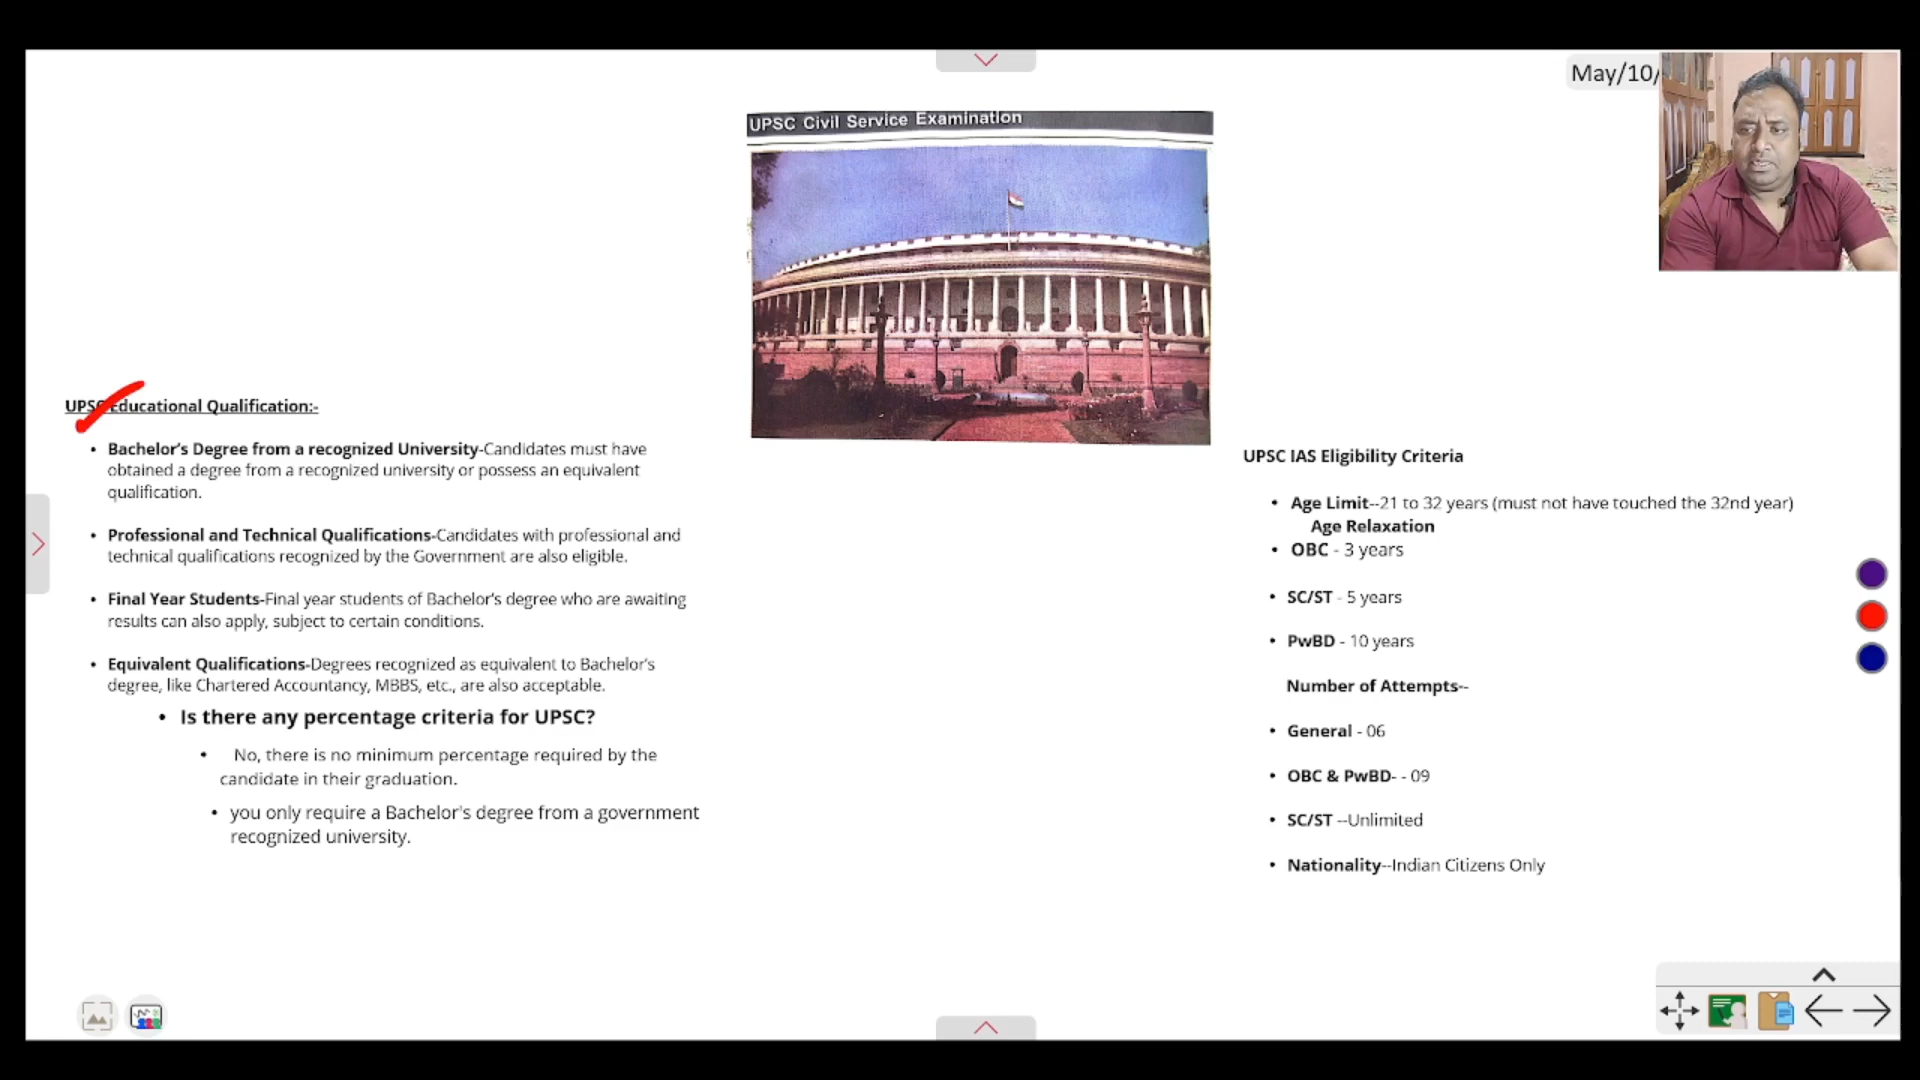 May/10/
UPSC Civil Service Examination
UPSC Educational Qualification:-
• Bachelor's Degree from a recognized University-Candidates must have
obtained a degree from a recognized university or possess an equivalent
qualification.
• Professional and Technical Qualifications-Candidates with professional and
technical qualifications recognized by the Government are also eligible.
• Final Year Students-Final year students of Bachelor's degree who are awaiting
results can also apply, subject to certain conditions.
• Equivalent Qualifications-Degrees recognized as equivalent to Bachelor's
degree, like Chartered Accountancy, MBBS, etc., are also acceptable.
• Is there any percentage criteria for UPSC?
• No, there is no minimum percentage required by the
candidate in their graduation.
• you only require a Bachelor's degree from a government
recognized university.
UPSC IAS Eligibility Criteria
• Age Limit--21 to 32 years (must not have touched the 32nd year)
Age Relaxation
• OBC - 3 years
• SC/ST - 5 years
• PwBD - 10 years
Number of Attempts--
• General - 06
• OBC & PwBD- - 09
• SC/ST --Unlimited
• Nationality--Indian Citizens Only